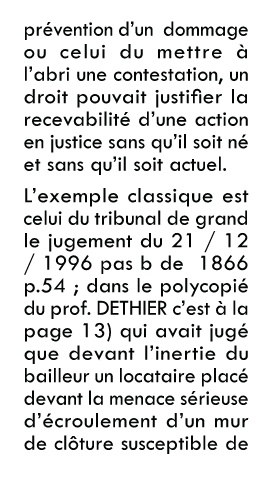 prévention d’un dommage
ou celui du mettre à
l’abri une contestation, un
droit pouvait justifier la
recevabilité d’une action
en justice sans qu’il soit né
et sans qu’il soit actuel.
L’exemple classique est
celui du tribunal de grand
le jugement du 21 / 12
/ 1996 pas b de 1866
p.54 ; dans le polycopié
du prof. DETHIER c’est à la
page 13) qui avait jugé
que devant l’inertie du
bailleur un locataire placé
devant la menace sérieuse
d’écroulement d’un mur
de clôture susceptible de